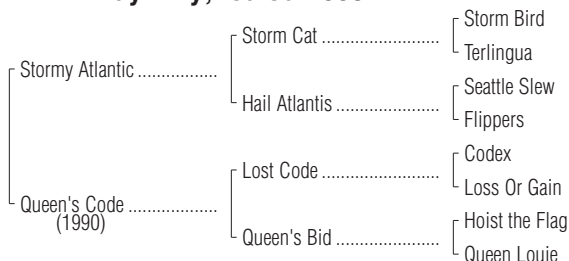 Storm Bird
Storm Cat ..........................
Terlingua
Stormy Atlantic .................
Seattle Slew
Hail Atlantis .......................
Flippers
Codex
Lost Code ..........................
Loss Or Gain
Queen's Code ...................
(1990)
Hoist the Flag
Queen's Bid .......................
Queen Louie